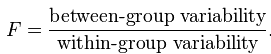 F = between-group variability / within-group variability.